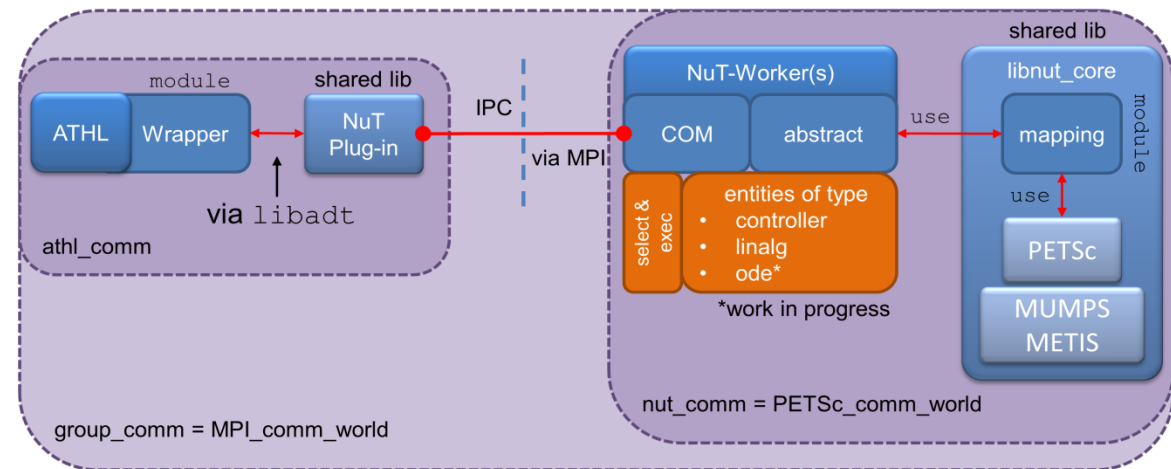 shared lib
module
ATHL
Wrapper
NuT
Plug-in
via libadt
athl_comm
IPC
via MPI
NuT-Worker(s)
COM
abstract
select &
exec
entities of type
• controller
• linalg
• ode*
*work in progress
use
shared lib
libnut_core
mapping
module
use
PETSc
MUMPS
METIS
nut_comm = PETSc_comm_world
group_comm = MPI_comm_world